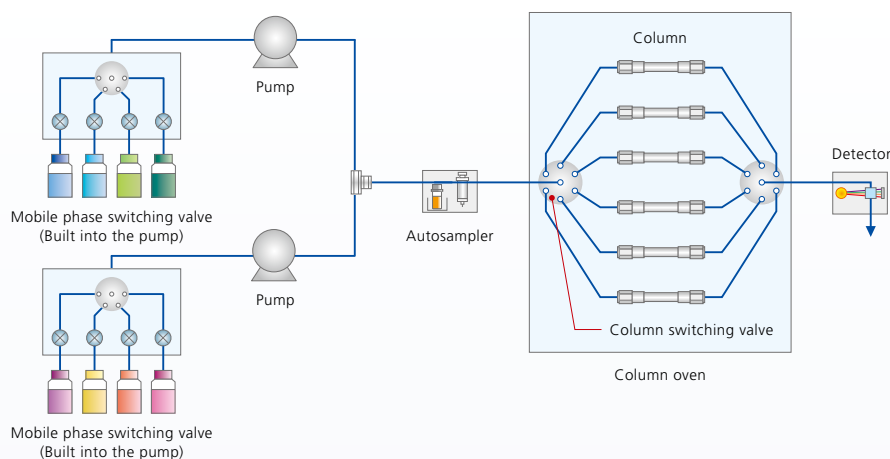 Column
Pump
Detector
Mobile phase switching valve
(Built into the pump)
Autosampler
Pump
Column switching valve
Column oven
Mobile phase switching valve
(Built into the pump)